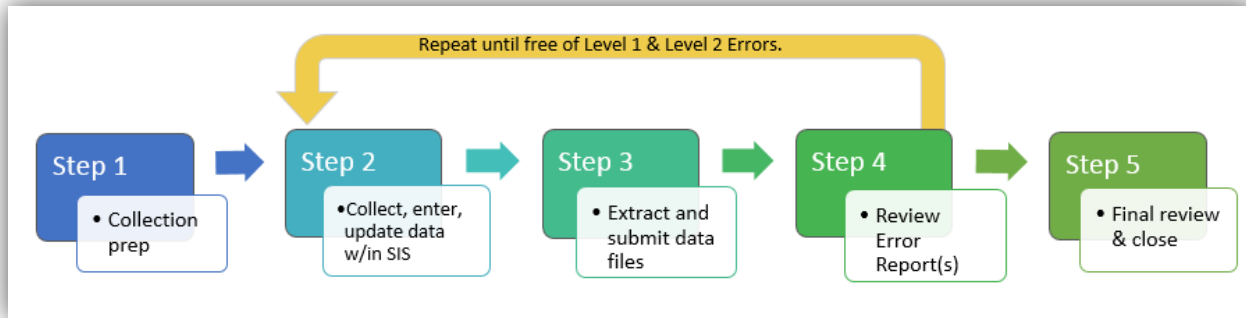 Repeat until free of Level 1 & Level 2 Errors.
Step 1
• Collection
prep
Step 2
•Collect, enter,
update data
w/in SIS
Step 3
• Extract and
submit data
files
Step 4
• Review
Error
Report(s)
Step 5
• Final review
& close